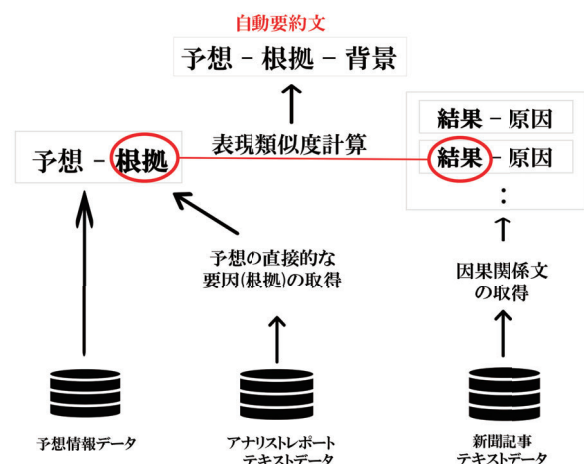 自動要約文
予想－根拠－背景
結果－原因
予想－根拠
表現類似度計算
結果－原因
:
予想の直接的な
要因(根拠)の取得
因果関係文
の取得
予想情報データ
アナリストレポート
テキストデータ
新聞記事
テキストデータ